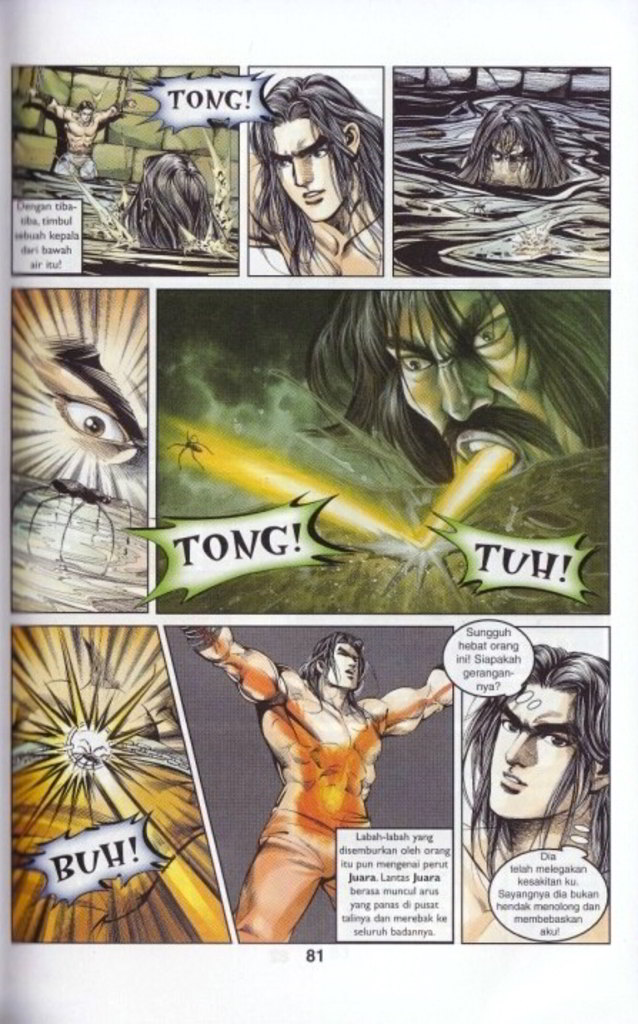 TONG!
Dengan tiba-
tiba, timbul
sebuah kepala
dari bawah
air itu!
TONG!
TUH!
BUH!
Labah-labah yang
disemburkan oleh orang
itu pun mengenai perut
Juara. Lantas Juara
berasa muncul arus
yang panas di pusat
talinya dan merebak ke
seluruh badannya.
Sungguh
hebat orang
ini! Siapakah
gerangan-
nya?
Dia
telah melegakan
kesakitan ku.
Sayangnya dia bukan
hendak menolong dan
membebaskan
aku!
81